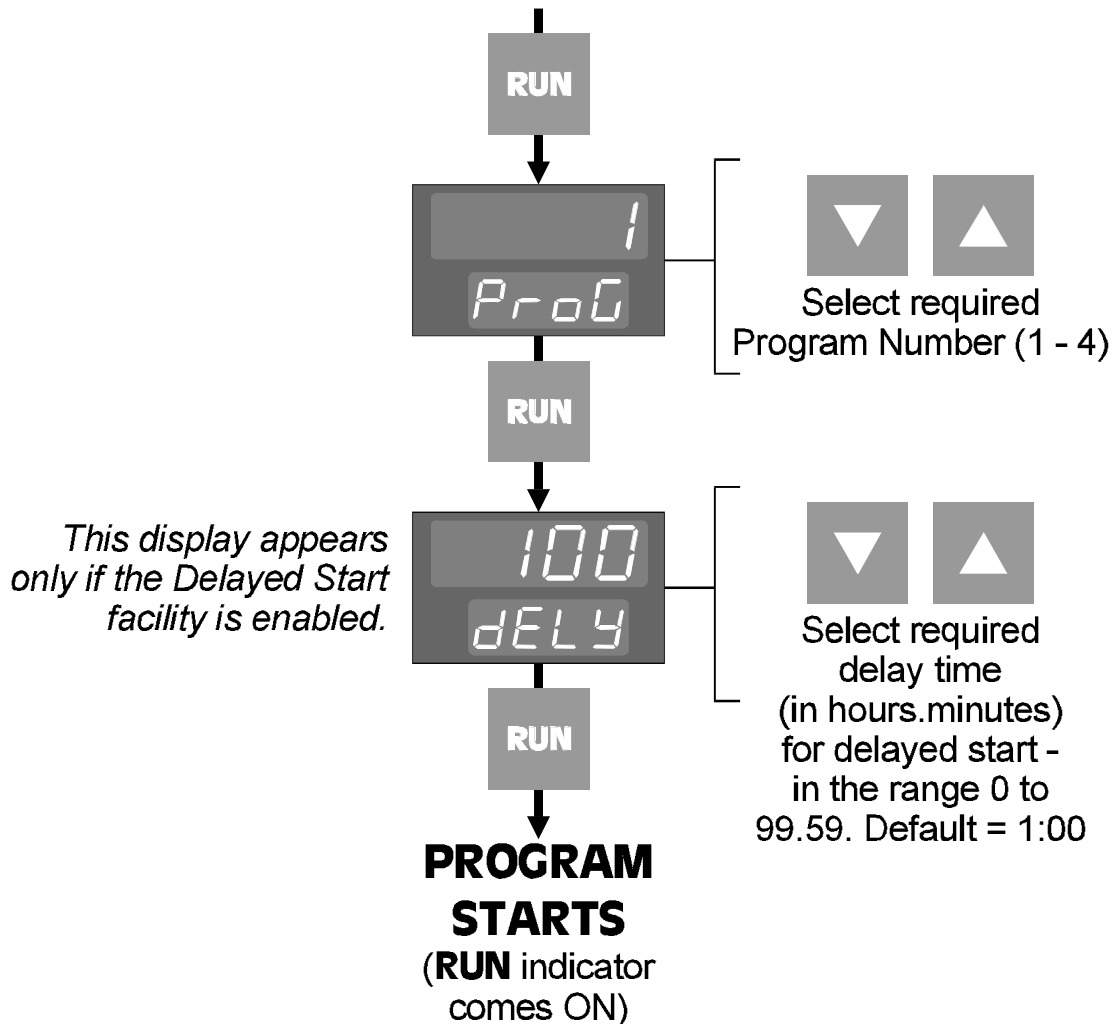 RUN
1
ProG
Select required
Program Number (1 - 4)
RUN
This display appears
only if the Delayed Start
facility is enabled.
100
dELy
Select required
delay time
(in hours.minutes)
for delayed start -
in the range 0 to
99.59. Default = 1:00
RUN
PROGRAM
STARTS
(RUN indicator
comes ON)